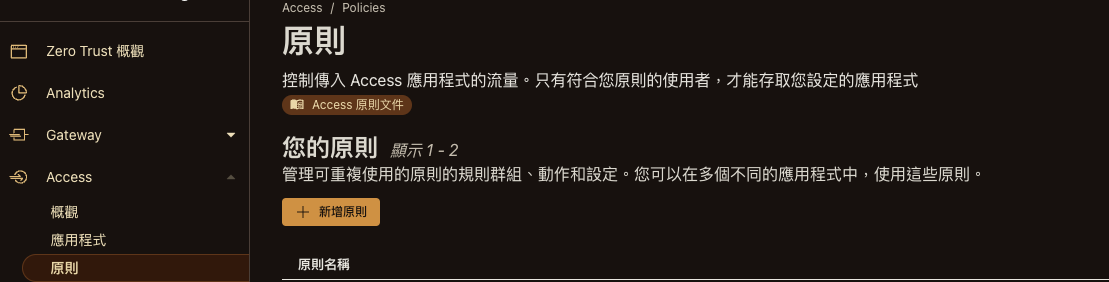 Access / Policies
原則
控制傳入 Access 應用程式的流量。只有符合您原則的使用者，才能存取您設定的應用程式
Access 原則文件
您的原則 顯示 1 - 2
管理可重複使用的原則的規則群組、動作和設定。您可以在多個不同的應用程式中，使用這些原則。
新增原則
原則名稱
Zero Trust 概觀
Analytics
Gateway
Access
概觀
應用程式
原則